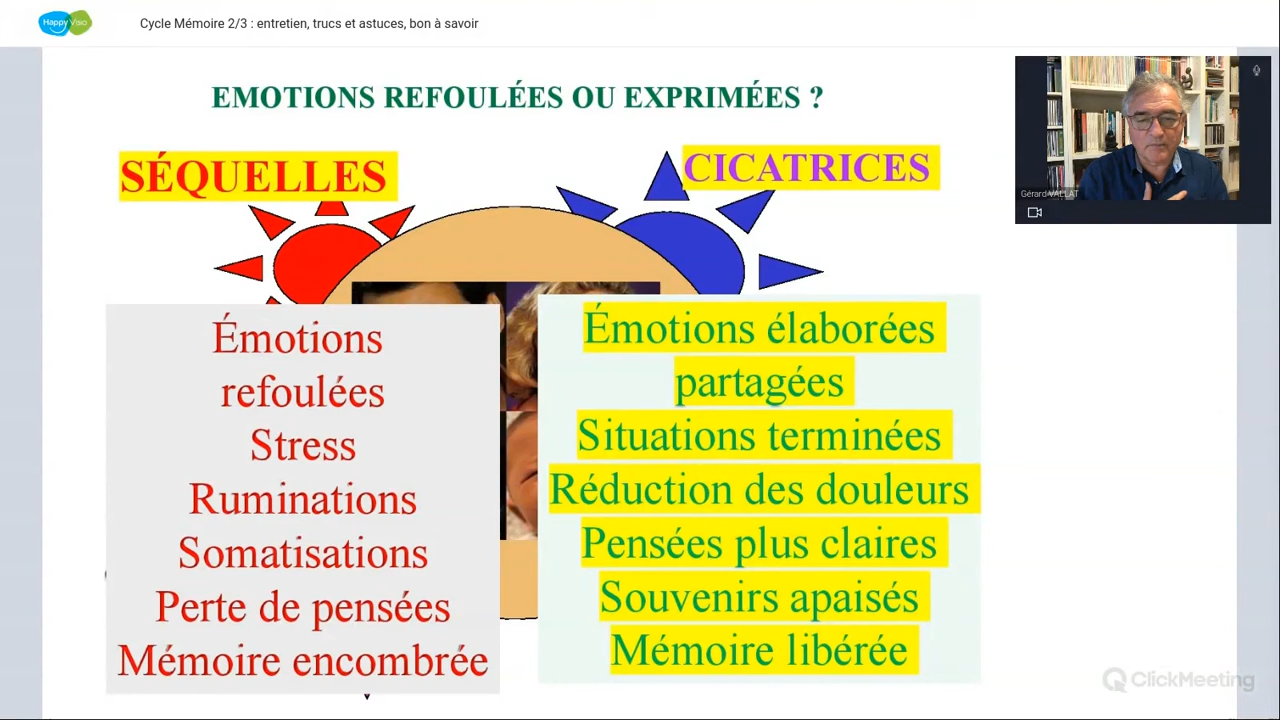 Happy Visio
Cycle Mémoire 2/3 : entretien, trucs et astuces, bon à savoir
EMOTIONS REFOULÉES OU EXPRIMÉES ?
SÉQUELLES
CICATRICES
Gérard VALLAT
Émotions
refoulées
Stress
Ruminations
Somatisations
Perte de pensées
Mémoire encombrée
Émotions élaborées
partagées
Situations terminées
Réduction des douleurs
Pensées plus claires
Souvenirs apaisés
Mémoire libérée
ClickMeeting